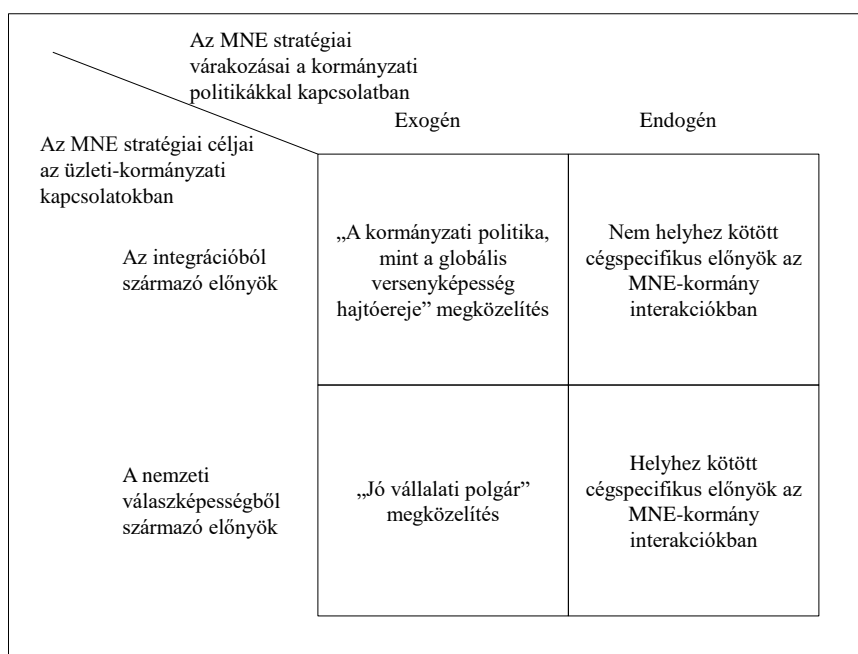 Az MNE stratégiai
várakozásai a kormányzati
politikákkal kapcsolatban
Exogén
Endogén
Az MNE stratégiai céljai
az üzleti-kormányzati
kapcsolatokban
Az integrációból
származó előnyök
„A kormányzati politika,
mint a globális
versenyképesség
hajtóereje” megközelítés
Nem helyhez kötött
cégspecifikus előnyök az
MNE-kormány
interakciókban
A nemzeti
válaszképességből
származó előnyök
„Jó vállalati polgár”
megközelítés
Helyhez kötött
cégspecifikus előnyök az
MNE-kormány
interakciókban